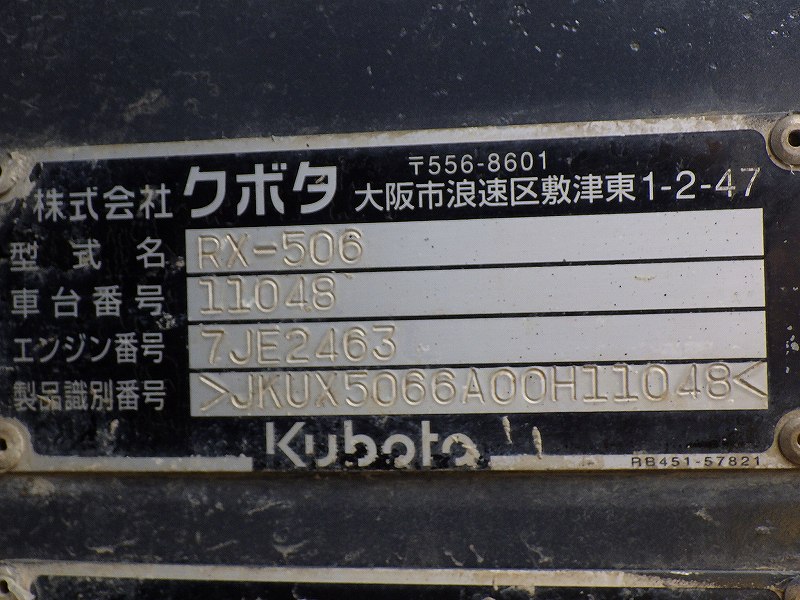 〒556-8601
株式会社 クボタ 大阪市浪速区敷津東1-2-47
型式名 RX-506
車台番号 11048
エンジン番号 7JE2463
製品識別番号 >JKUX5066A00H11048<
Kubota
RB451-57821